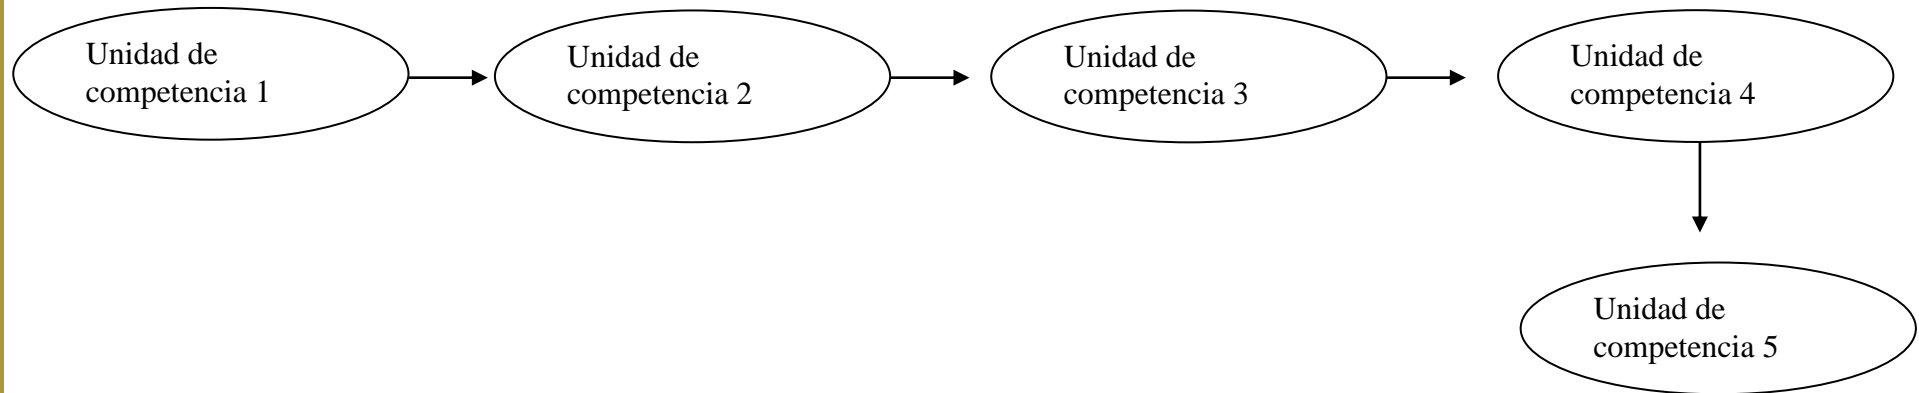 Unidad de
competencia 1
Unidad de
competencia 2
Unidad de
competencia 3
Unidad de
competencia 4
Unidad de
competencia 5